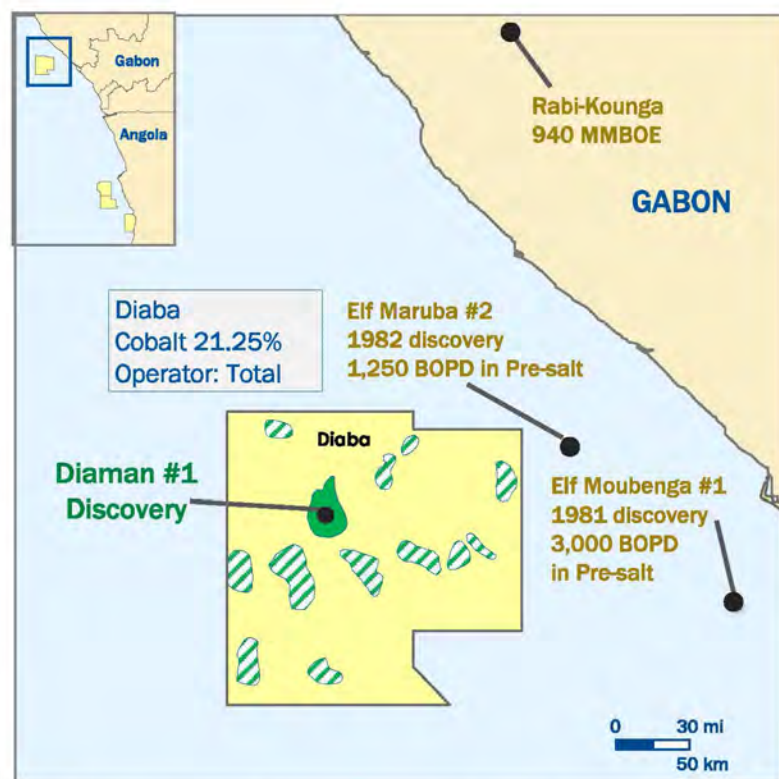 Gabon
Angola
Rabi-Kounga
940 MMBOE
GABON
Diaba
Cobalt 21.25%
Operator: Total
Elf Maruba #2
1982 discovery
1,250 BOPD in Pre-salt
Diaba
Diaman #1
Discovery
Elf Moubenga #1
1981 discovery
3,000 BOPD
in Pre-salt
0 30 mi
50 km